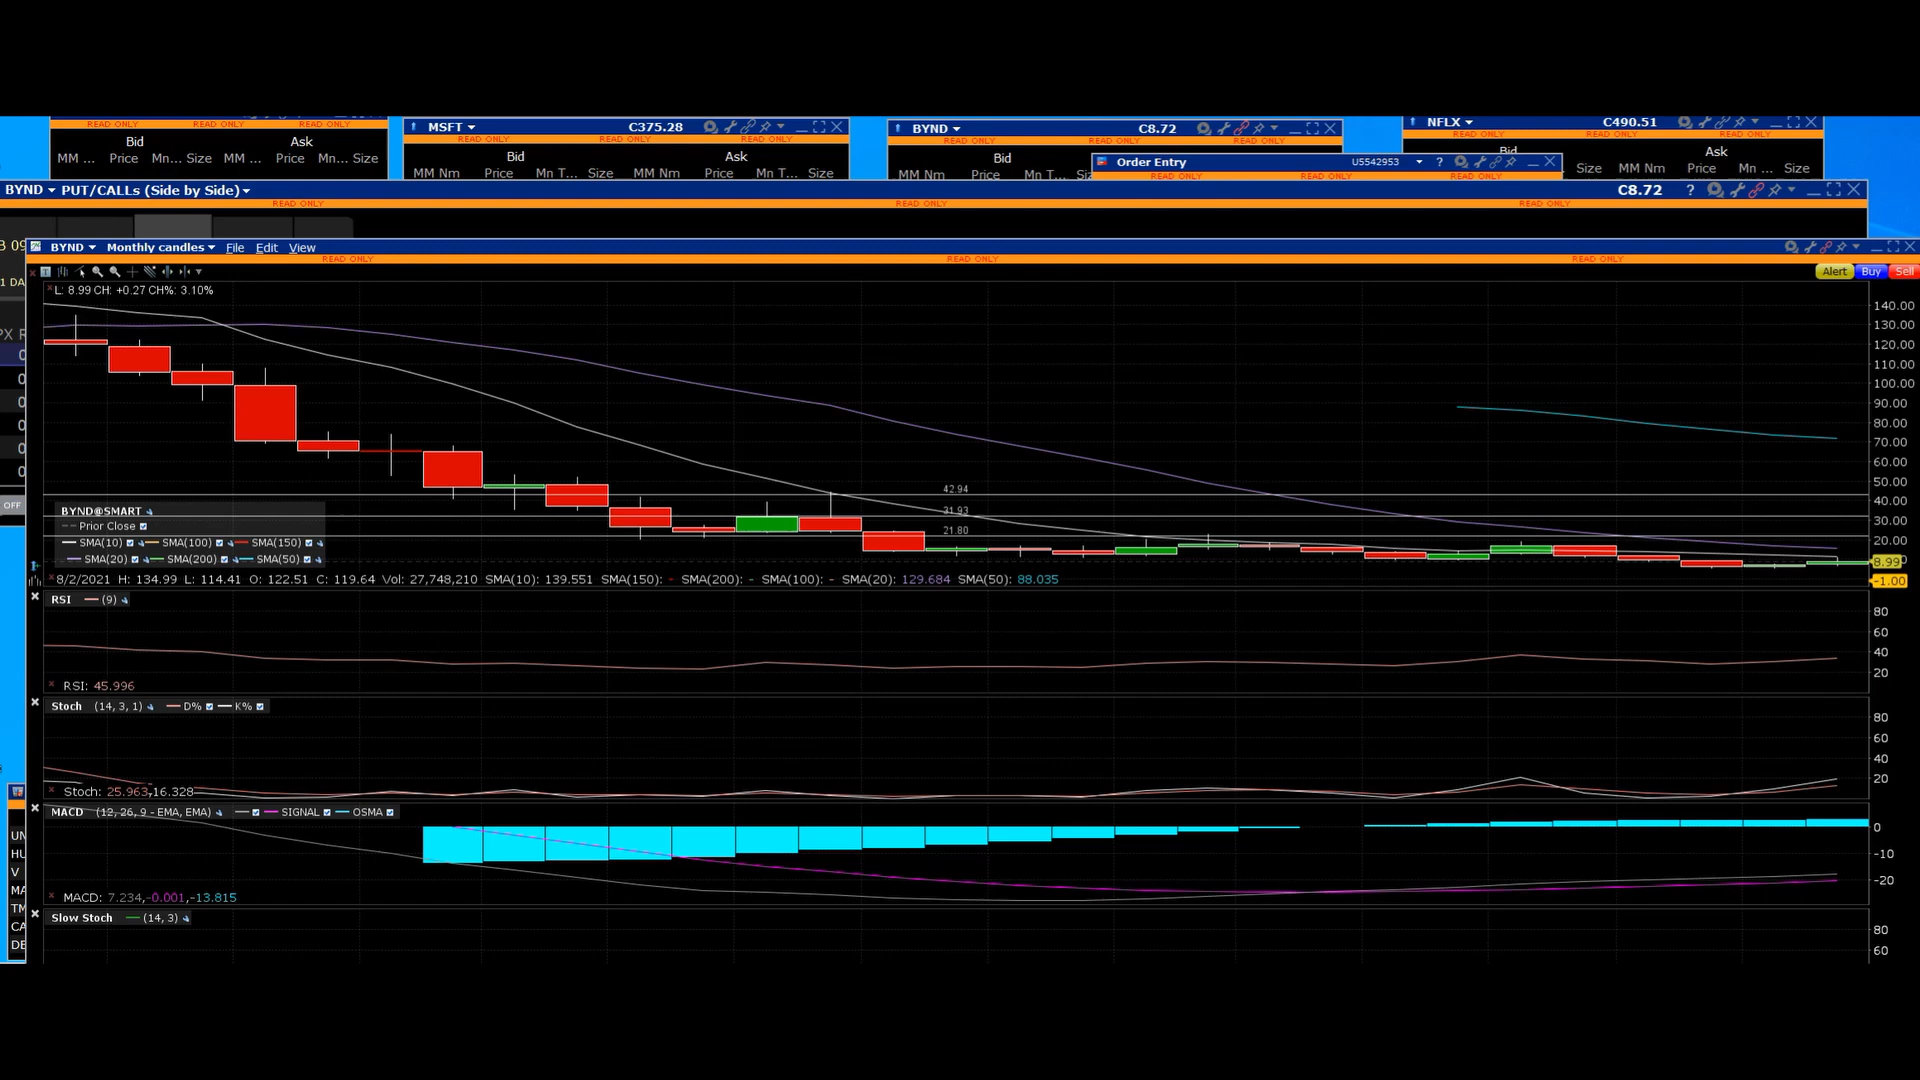 READ ONLY READ ONLY READ ONLY
Bid Ask
MM ... Price Mn... Size MM ... Price Mn... Size
MSFT C375.28
READ ONLY READ ONLY READ ONLY
Bid Ask
MM Nm Price Mn T... Size MM Nm Price Mn T... Size
BYND C8.72
READ ONLY READ ONLY READ ONLY
Bid
MM Nm Price Mn T...
NFLX C490.51
READ ONLY READ ONLY
Ask
Size MM Nm Price Mn ... Size
Order Entry U5542953 ?
READ ONLY READ ONLY READ ONLY
BYND PUT/CALLs (Side by Side) C8.72 ?
READ ONLY READ ONLY READ ONLY
BYND Monthly candles File Edit View
READ ONLY READ ONLY READ ONLY
Alert Buy Sell
L: 8.99 CH: +0.27 CH%: 3.10%
140.00
130.00
120.00
110.00
100.00
90.00
80.00
70.00
60.00
50.00
40.00
30.00
20.00
8.99
-1.00
42.94
31.93
21.80
OFF
BYND@SMART
Prior Close
SMA(10) SMA(100) SMA(150)
SMA(20) SMA(200) SMA(50)
8/2/2021 H: 134.99 L: 114.41 O: 122.51 C: 119.64 Vol: 27,748,210 SMA(10): 139.551 SMA(150): - SMA(200): - SMA(100): - SMA(20): 129.684 SMA(50): 88.035
RSI (9)
80
60
40
20
RSI: 45.996
Stoch (14, 3, 1) D% K%
80
60
40
20
Stoch: 25.963,16.328
MACD (12, 26, 9 - EMA, EMA) SIGNAL OSMA
0
-10
-20
MACD: 7.234,-0.001,-13.815
Slow Stoch (14, 3)
80
60
UN
HU
V
MA
TM
CA
DE